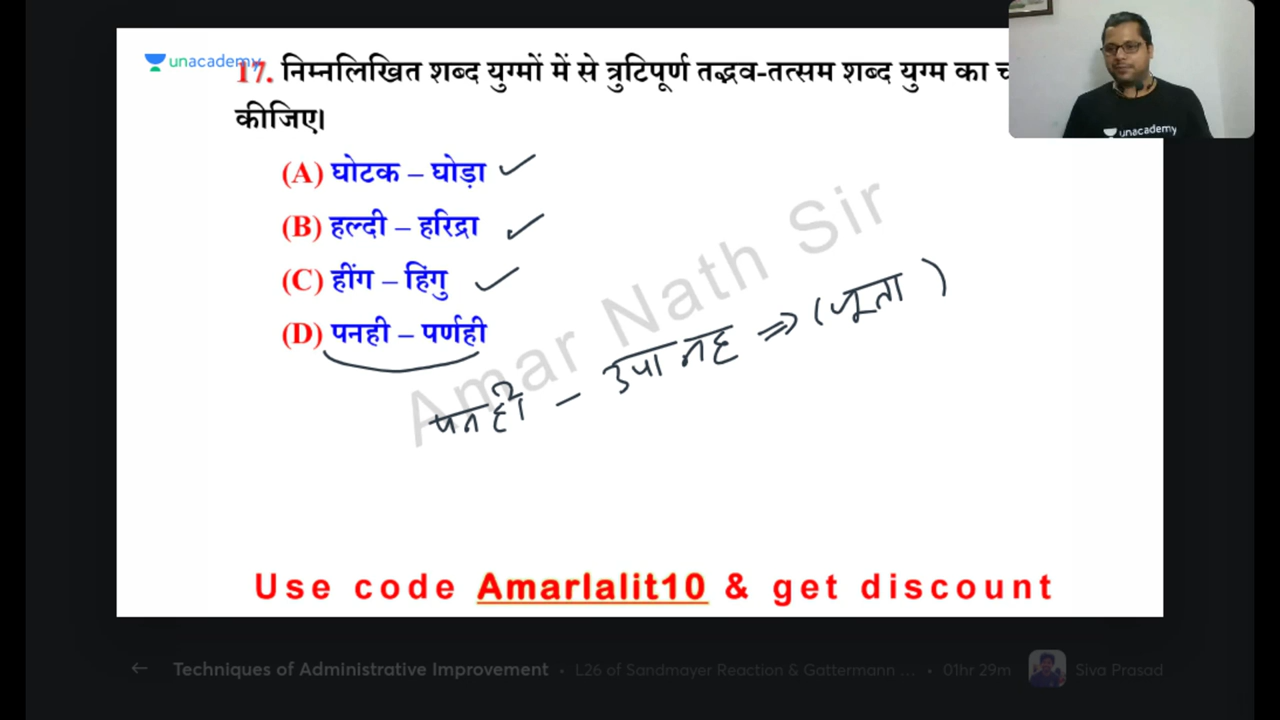 unacademy
17. निम्नलिखित शब्द युग्मों में से त्रुटिपूर्ण तद्भव-तत्सम शब्द युग्म का
कीजिए।
(A) घोटक – घोड़ा
(B) हल्दी – हरिद्रा
(C) हींग – हिंगु
(D) पनही – पर्णही
पनही – उपानह ⇒ (जूता)
Amar Nath Sir
unacademy
Use code Amarlalit10 & get discount
← Techniques of Administrative Improvement • L26 of Sandmayer Reaction & Gattermann ... • 01hr 29m Siva Prasad